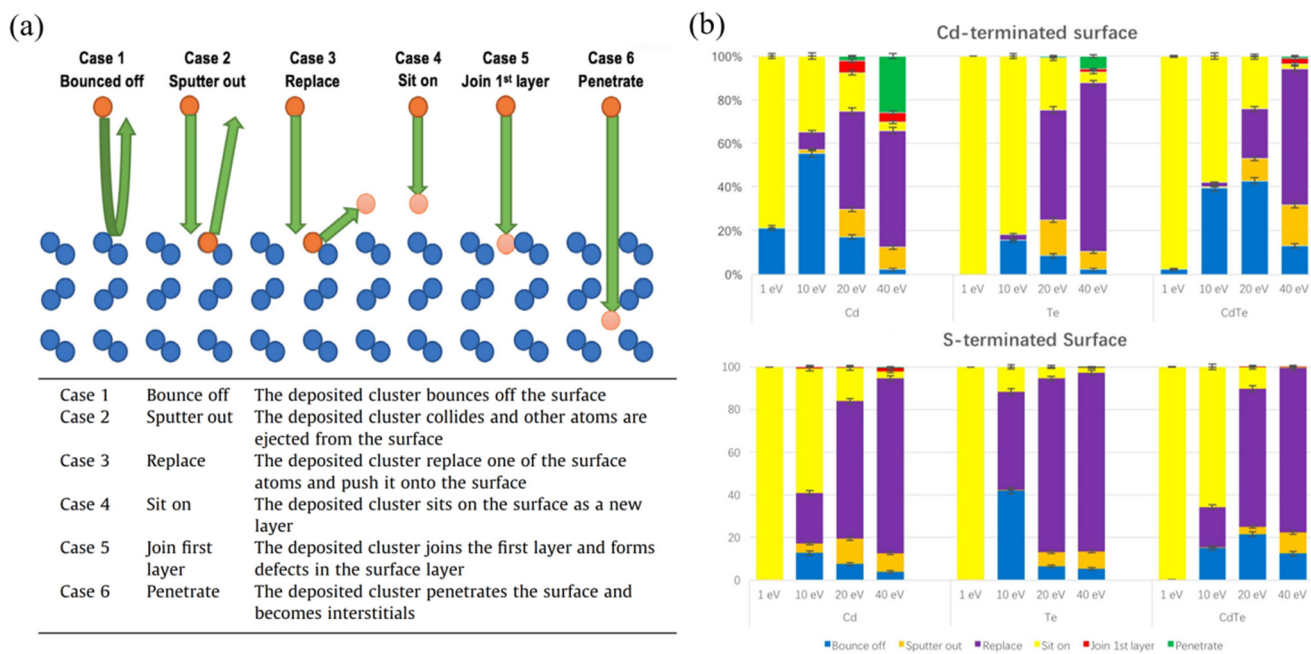 (a)
Case 1 Case 2 Case 3 Case 4 Case 5 Case 6
Bounced off Sputter out Replace Sit on Join 1st layer Penetrate
Case 1 Bounce off The deposited cluster bounces off the surface
Case 2 Sputter out The deposited cluster collides and other atoms are
ejected from the surface
Case 3 Replace The deposited cluster replace one of the surface
atoms and push it onto the surface
Case 4 Sit on The deposited cluster sits on the surface as a new
layer
Case 5 Join first The deposited cluster joins the first layer and forms
layer defects in the surface layer
Case 6 Penetrate The deposited cluster penetrates the surface and
becomes interstitials
(b)
Cd-terminated surface
100%
80%
60%
40%
20%
0%
1 eV 10 eV 20 eV 40 eV 1 eV 10 eV 20 eV 40 eV 1 eV 10 eV 20 eV 40 eV
Cd Te CdTe
S-terminated Surface
100
80
60
40
20
0
1 eV 10 eV 20 eV 40 eV 1 eV 10 eV 20 eV 40 eV 1 eV 10 eV 20 eV 40 eV
Cd Te CdTe
Bounce off Sputter out Replace Sit on Join 1st layer Penetrate